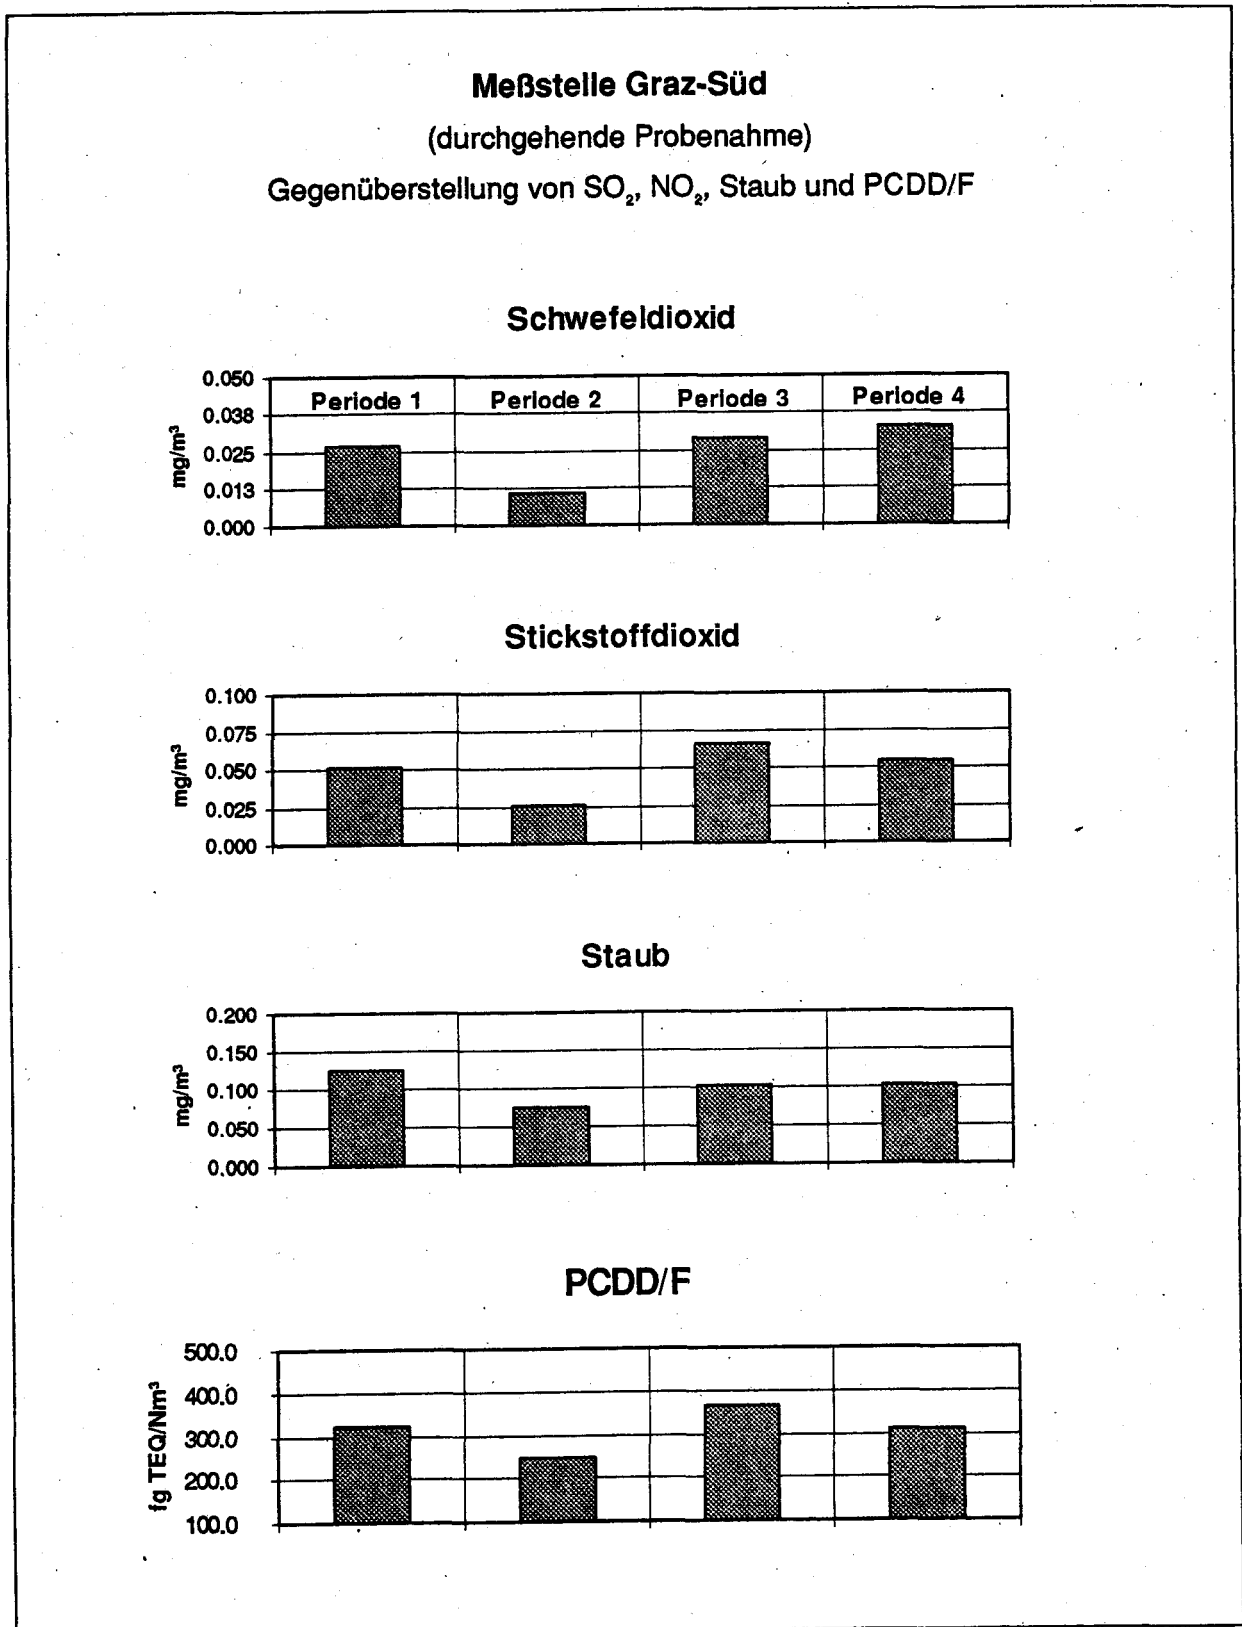 Meßstelle Graz-Süd
(durchgehende Probenahme)
Gegenüberstellung von SO₂, NO₂, Staub und PCDD/F
Schwefeldioxid
0.050
Periode 1 Periode 2 Periode 3 Periode 4
0.038
0.025
0.013
0.000
mg/m³
Stickstoffdioxid
0.100
0.075
0.050
0.025
0.000
mg/m³
Staub
0.200
0.150
0.100
0.050
0.000
mg/m³
PCDD/F
500.0
400.0
300.0
200.0
100.0
fg TEQ/Nm³